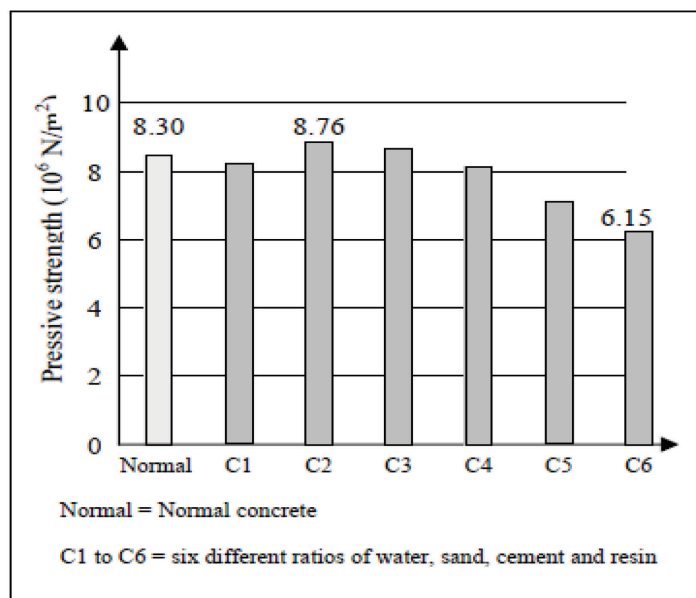 Pressive strength (10⁶ N/m²)
10
8
6
4
2
0
8.30
8.76
6.15
Normal C1 C2 C3 C4 C5 C6
Normal = Normal concrete
C1 to C6 = six different ratios of water, sand, cement and resin